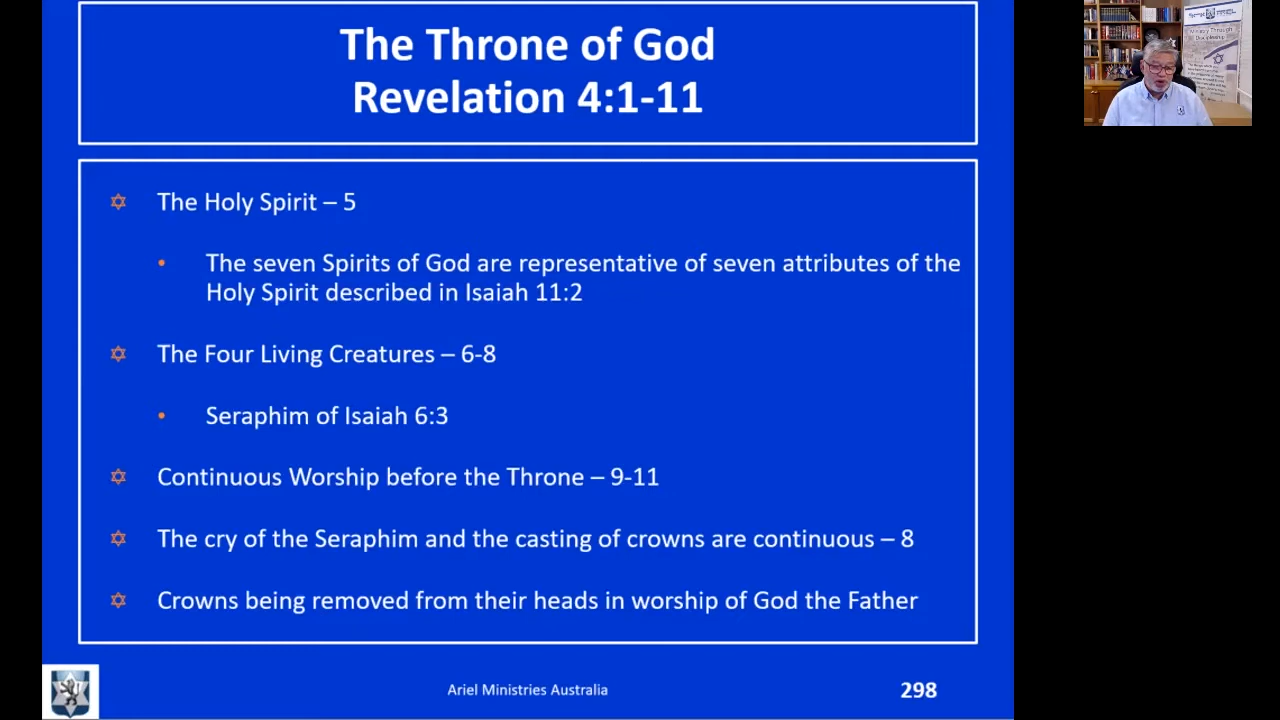 The Throne of God
Revelation 4:1-11
The Holy Spirit – 5
The seven Spirits of God are representative of seven attributes of the
Holy Spirit described in Isaiah 11:2
The Four Living Creatures – 6-8
Seraphim of Isaiah 6:3
Continuous Worship before the Throne – 9-11
The cry of the Seraphim and the casting of crowns are continuous – 8
Crowns being removed from their heads in worship of God the Father
Ariel Ministries Australia
298
Ministry Through
Discipleship